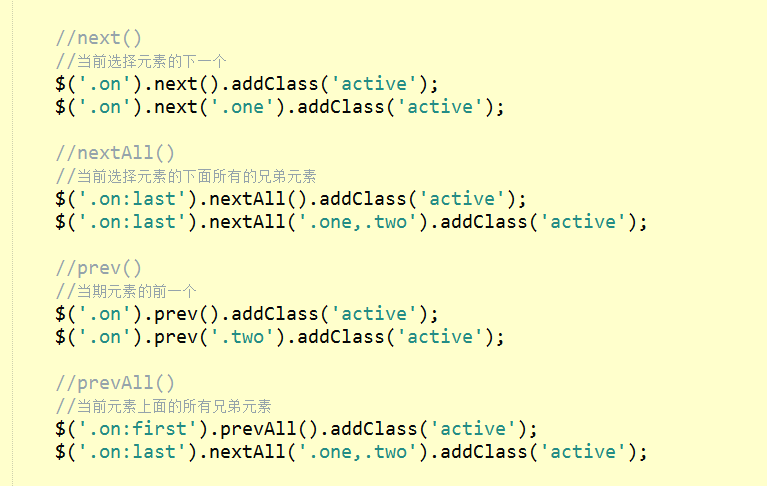 //next()
//当前选择元素的下一个
$('.on').next().addClass('active');
$('.on').next('.one').addClass('active');
//nextAll()
//当前选择元素的下面所有的兄弟元素
$('.on:last').nextAll().addClass('active');
$('.on:last').nextAll('.one,.two').addClass('active');
//prev()
//当期元素的前一个
$('.on').prev().addClass('active');
$('.on').prev('.two').addClass('active');
//prevAll()
//当前元素上面的所有兄弟元素
$('.on:first').prevAll().addClass('active');
$('.on:last').nextAll('.one,.two').addClass('active');